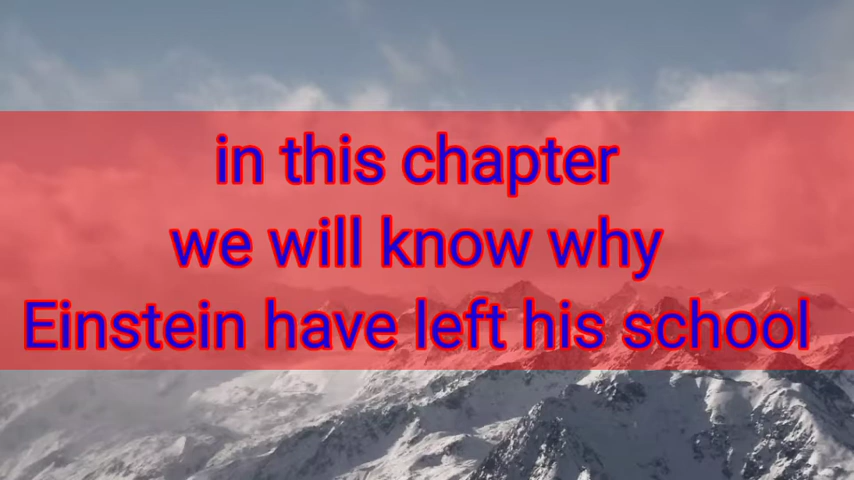 in this chapter
we will know why
Einstein have left his school